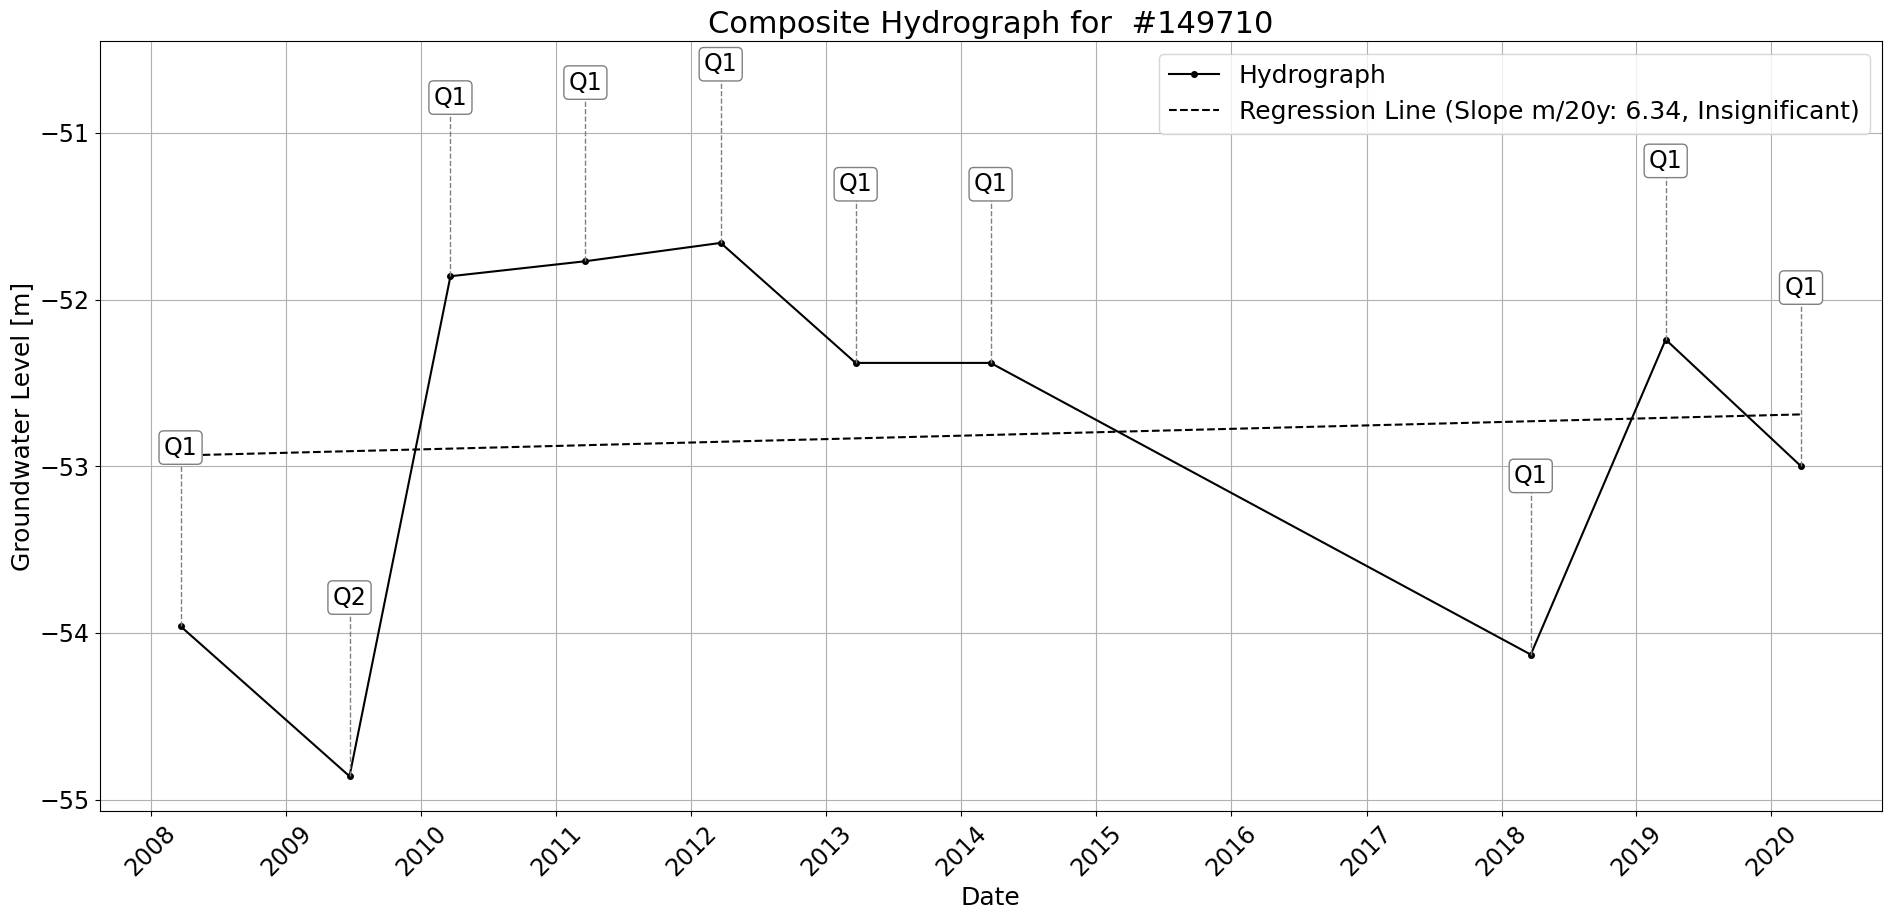 Composite Hydrograph for  #149710
Hydrograph
Regression Line (Slope m/20y: 6.34, Insignificant)
Q1
Q1
Q1
Q1
Q1
Q1
Q1
Q1
Q1
Q2
Groundwater Level [m]
−51
−52
−53
−54
−55
2008
2009
2010
2011
2012
2013
2014
2015
2016
2017
2018
2019
2020
Date